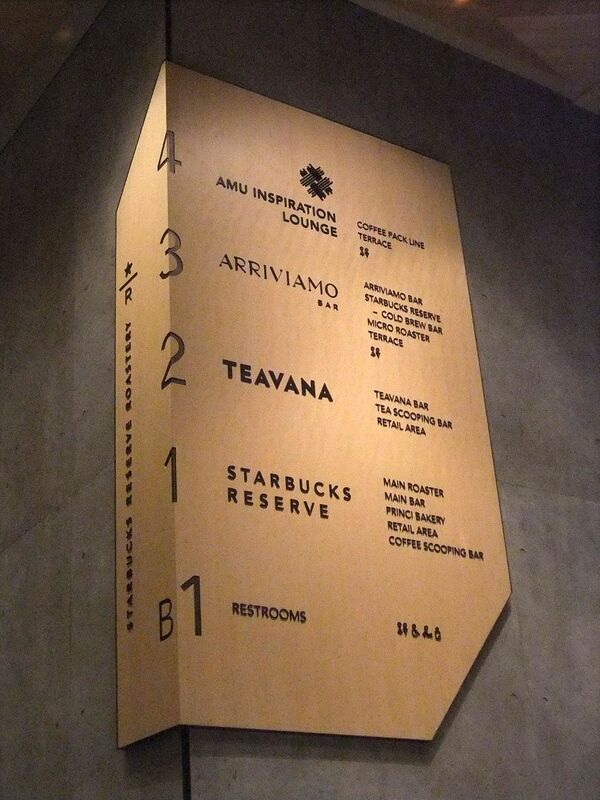 4
AMU INSPIRATION
LOUNGE
COFFEE PACK LINE
TERRACE
3
ARRIVIAMO
BAR
ARRIVIAMO BAR
STARBUCKS RESERVE
– COLD BREW BAR
MICRO ROASTER
TERRACE
2
TEAVANA
TEAVANA BAR
TEA SCOOPING BAR
RETAIL AREA
1
STARBUCKS
RESERVE
MAIN ROASTER
MAIN BAR
PRINCI BAKERY
RETAIL AREA
COFFEE SCOOPING BAR
B1
RESTROOMS
★/R STARBUCKS RESERVE ROASTERY